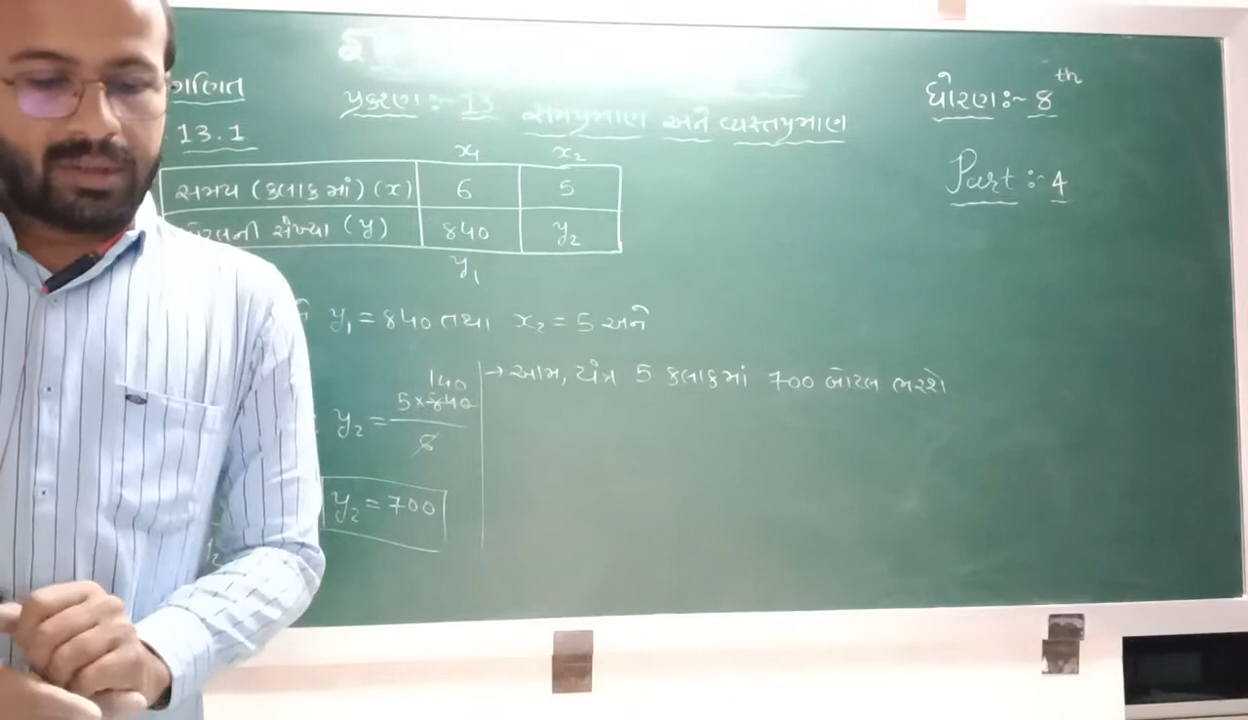 ગણિત
પ્રકરણ :- 13 સમપ્રમાણ અને વ્યસ્તપ્રમાણ
ધોરણ :- 8th
13.1
Part :- 4
x₁ x₂
સમય (કલાકમાં) (x) 6 5
સંખ્યા (y) 840 y₂
y₁
y₁ = 840 તથા x₂ = 5 અને
140
5 × 840
y₂ =
6
→ આમ, યંત્ર 5 કલાકમાં 700 બોટલ ભરશે
y₂ = 700